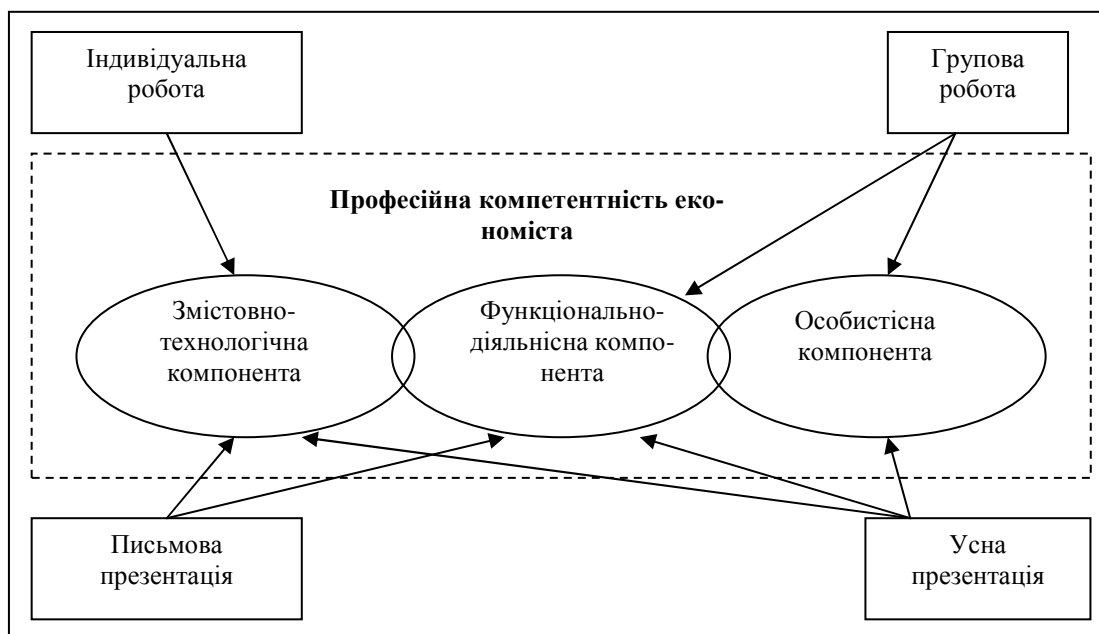 Індивідуальна
робота
Групова
робота
Професійна компетентність еко-
номіста
Змістовно-
технологічна
компонента
Функціонально-
діяльнісна компо-
нента
Особистісна
компонента
Письмова
презентація
Усна
презентація